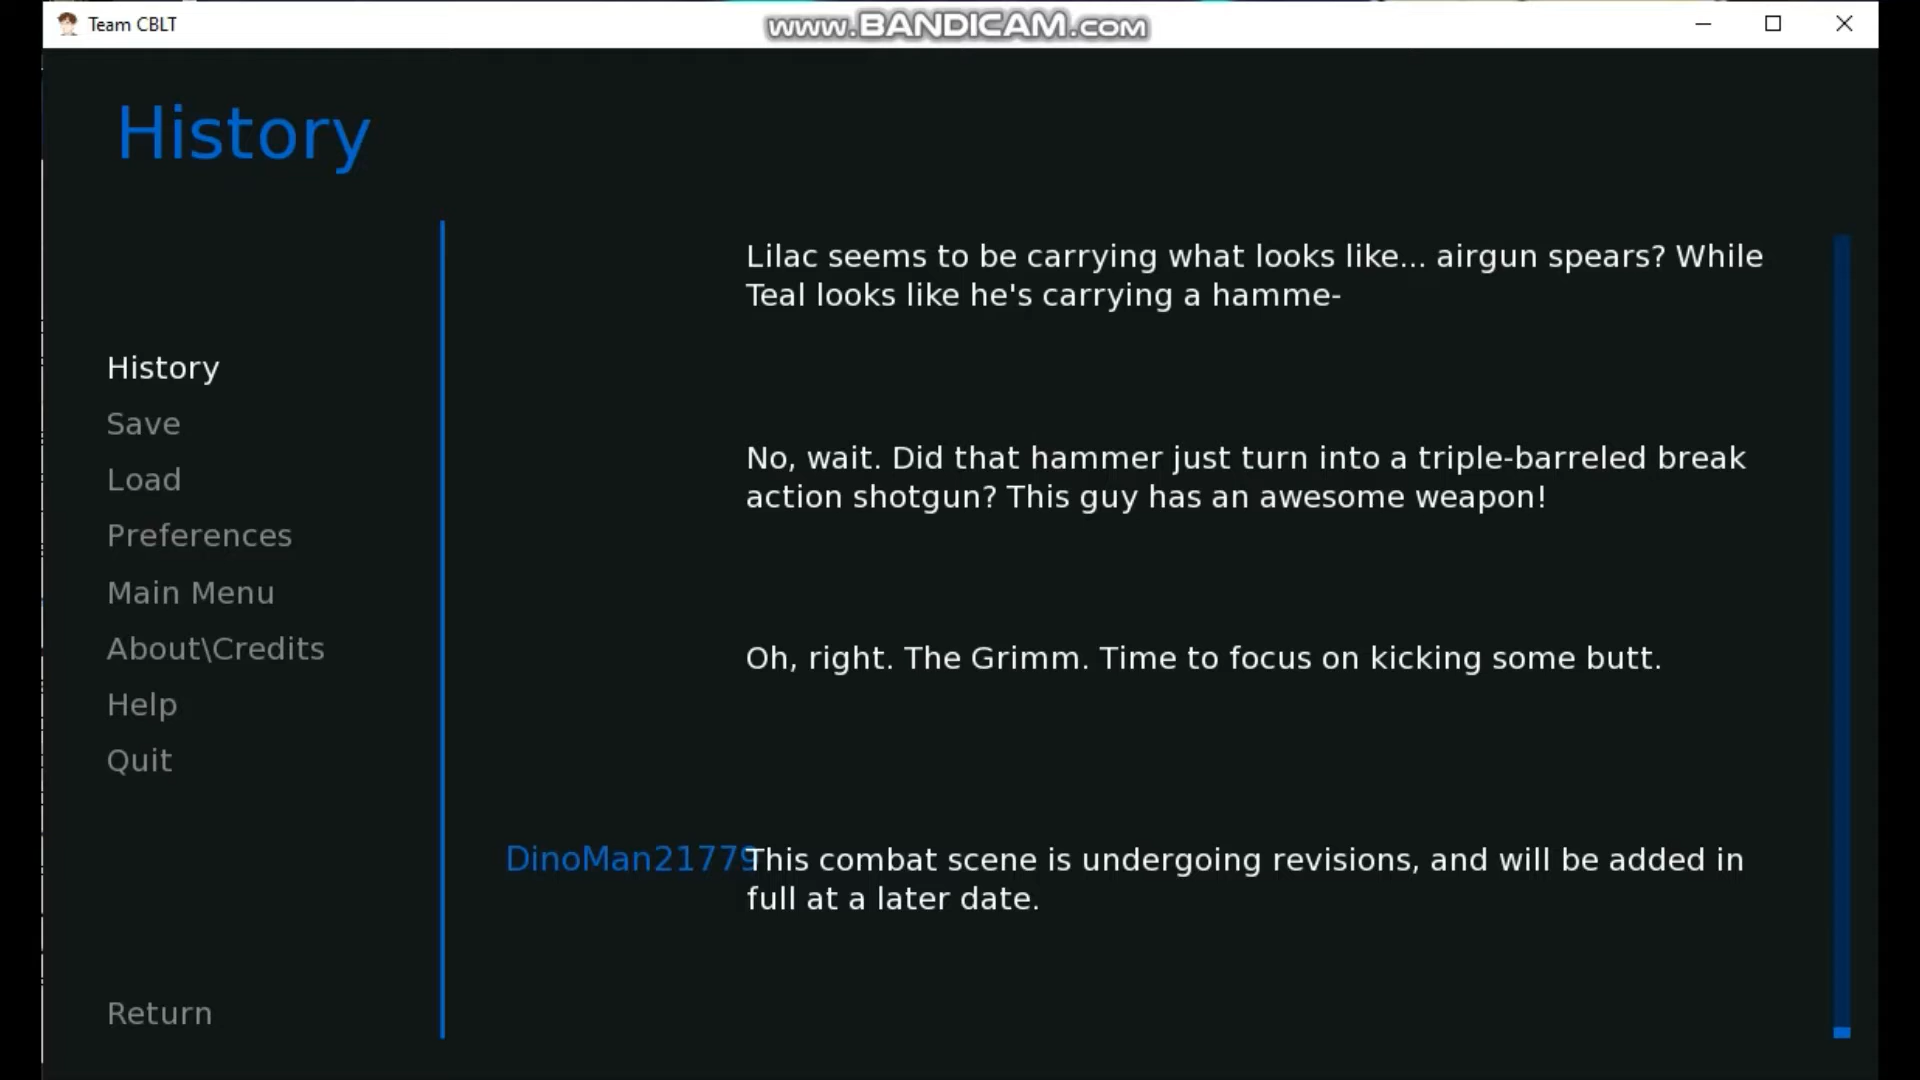 Team CBLT
www.BANDICAM.com
History
Lilac seems to be carrying what looks like... airgun spears? While
Teal looks like he's carrying a hamme-
History
Save
No, wait. Did that hammer just turn into a triple-barreled break
action shotgun? This guy has an awesome weapon!
Load
Preferences
Main Menu
Oh, right. The Grimm. Time to focus on kicking some butt.
About\Credits
Help
Quit
DinoMan21779
This combat scene is undergoing revisions, and will be added in
full at a later date.
Return